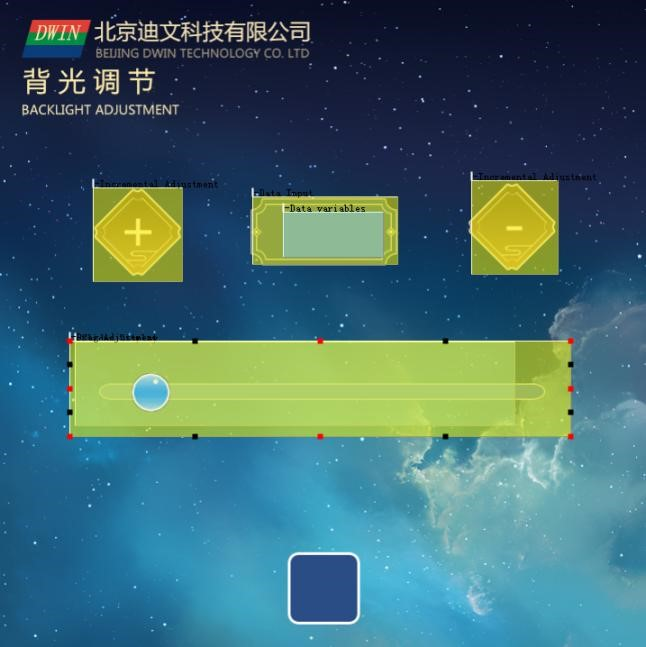 DWIN 北京迪文科技有限公司
BEIJING DWIN TECHNOLOGY CO. LTD
背光调节
BACKLIGHT ADJUSTMENT
Incremental Adjustment
Data Input
Incremental Adjustment
Data variables
+
-